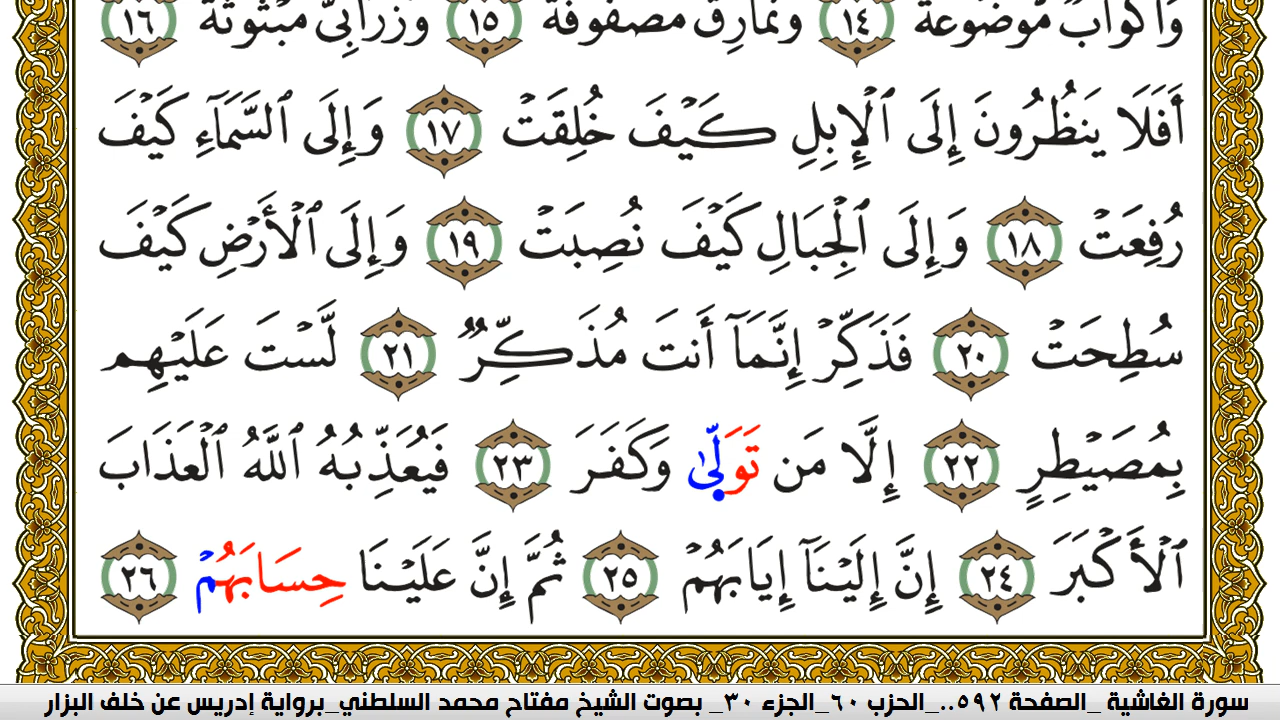 وَأَكْوَابٌ مَّوْضُوعَةٌ ١٤ وَنَمَارِقُ مَصْفُوفَةٌ ١٥ وَزَرَابِيُّ مَبْثُوثَةٌ ١٦
أَفَلَا يَنظُرُونَ إِلَى ٱلْإِبِلِ كَيْفَ خُلِقَتْ ١٧ وَإِلَى ٱلسَّمَآءِ كَيْفَ
رُفِعَتْ ١٨ وَإِلَى ٱلْجِبَالِ كَيْفَ نُصِبَتْ ١٩ وَإِلَى ٱلْأَرْضِ كَيْفَ
سُطِحَتْ ٢٠ فَذَكِّرْ إِنَّمَآ أَنتَ مُذَكِّرٌ ٢١ لَّسْتَ عَلَيْهِم
بِمُصَيْطِرٍ ٢٢ إِلَّا مَن تَوَلَّىٰ وَكَفَرَ ٢٣ فَيُعَذِّبُهُ ٱللَّهُ ٱلْعَذَابَ
ٱلْأَكْبَرَ ٢٤ إِنَّ إِلَيْنَآ إِيَابَهُمْ ٢٥ ثُمَّ إِنَّ عَلَيْنَا حِسَابَهُمْ ٢٦
سورة الغاشية _الصفحة ٥٩٢.._الحزب ٦٠_الجزء ٣٠_ بصوت الشيخ مفتاح محمد السلطني_برواية إدريس عن خلف البزار